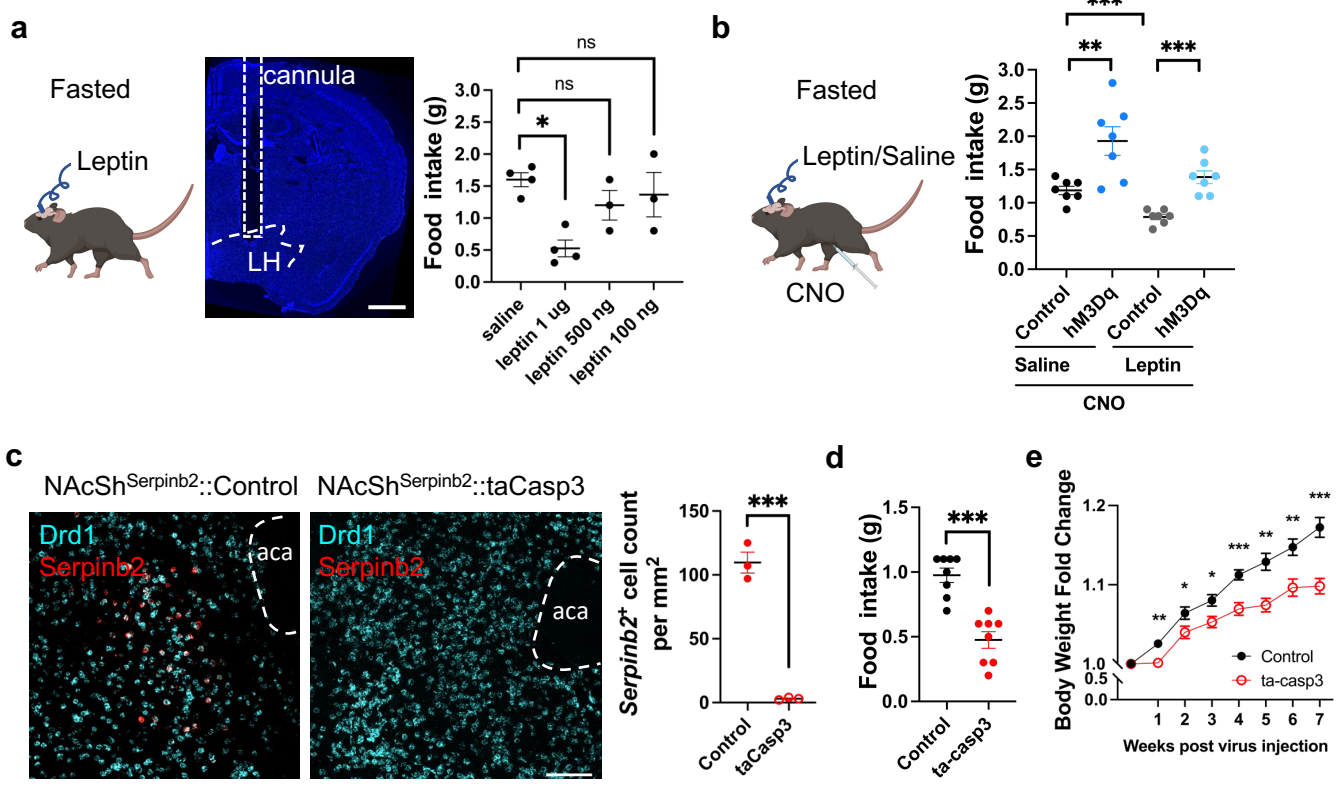 a
Fasted
Leptin
cannula
LH
Food intake (g)
3.0
2.5
2.0
1.5
1.0
0.5
0.0
ns
ns
*
saline
leptin 1 ug
leptin 500 ng
leptin 100 ng
b
Fasted
Leptin/Saline
CNO
Food intake (g)
3.0
2.5
2.0
1.5
1.0
0.5
0.0
***
**
***
Control
hM3Dq
Control
hM3Dq
Saline
Leptin
CNO
c
NAcSh^Serpinb2::Control
NAcSh^Serpinb2::taCasp3
Drd1
Serpinb2
aca
Drd1
Serpinb2
aca
Serpinb2+ cell count
per mm2
150
100
50
0
***
Control
taCasp3
d
Food intake (g)
1.5
1.0
0.5
0.0
***
Control
ta-casp3
e
Body Weight Fold Change
1.2
1.1
1.0
0.5
0.0
**
*
*
***
**
**
***
Control
ta-casp3
1 2 3 4 5 6 7
Weeks post virus injection